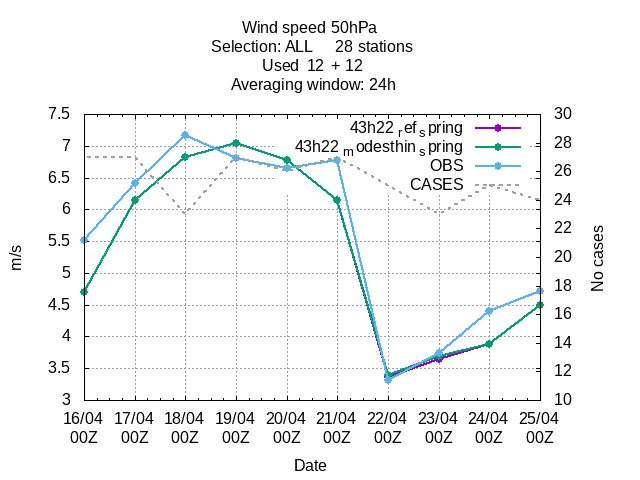 Wind speed 50hPa
Selection: ALL 28 stations
Used 12 + 12
Averaging window: 24h
7.5 30
43h22 ref spring
7 28
43h22 modesthin spring
OBS
6.5 26
CASES
6 24
5.5 22
5 20
4.5 18
4 16
14
3.5 12
3 10
m/s
No cases
16/04 17/04 18/04 19/04 20/04 21/04 22/04 23/04 24/04 25/04
00Z 00Z 00Z 00Z 00Z 00Z 00Z 00Z 00Z 00Z
Date